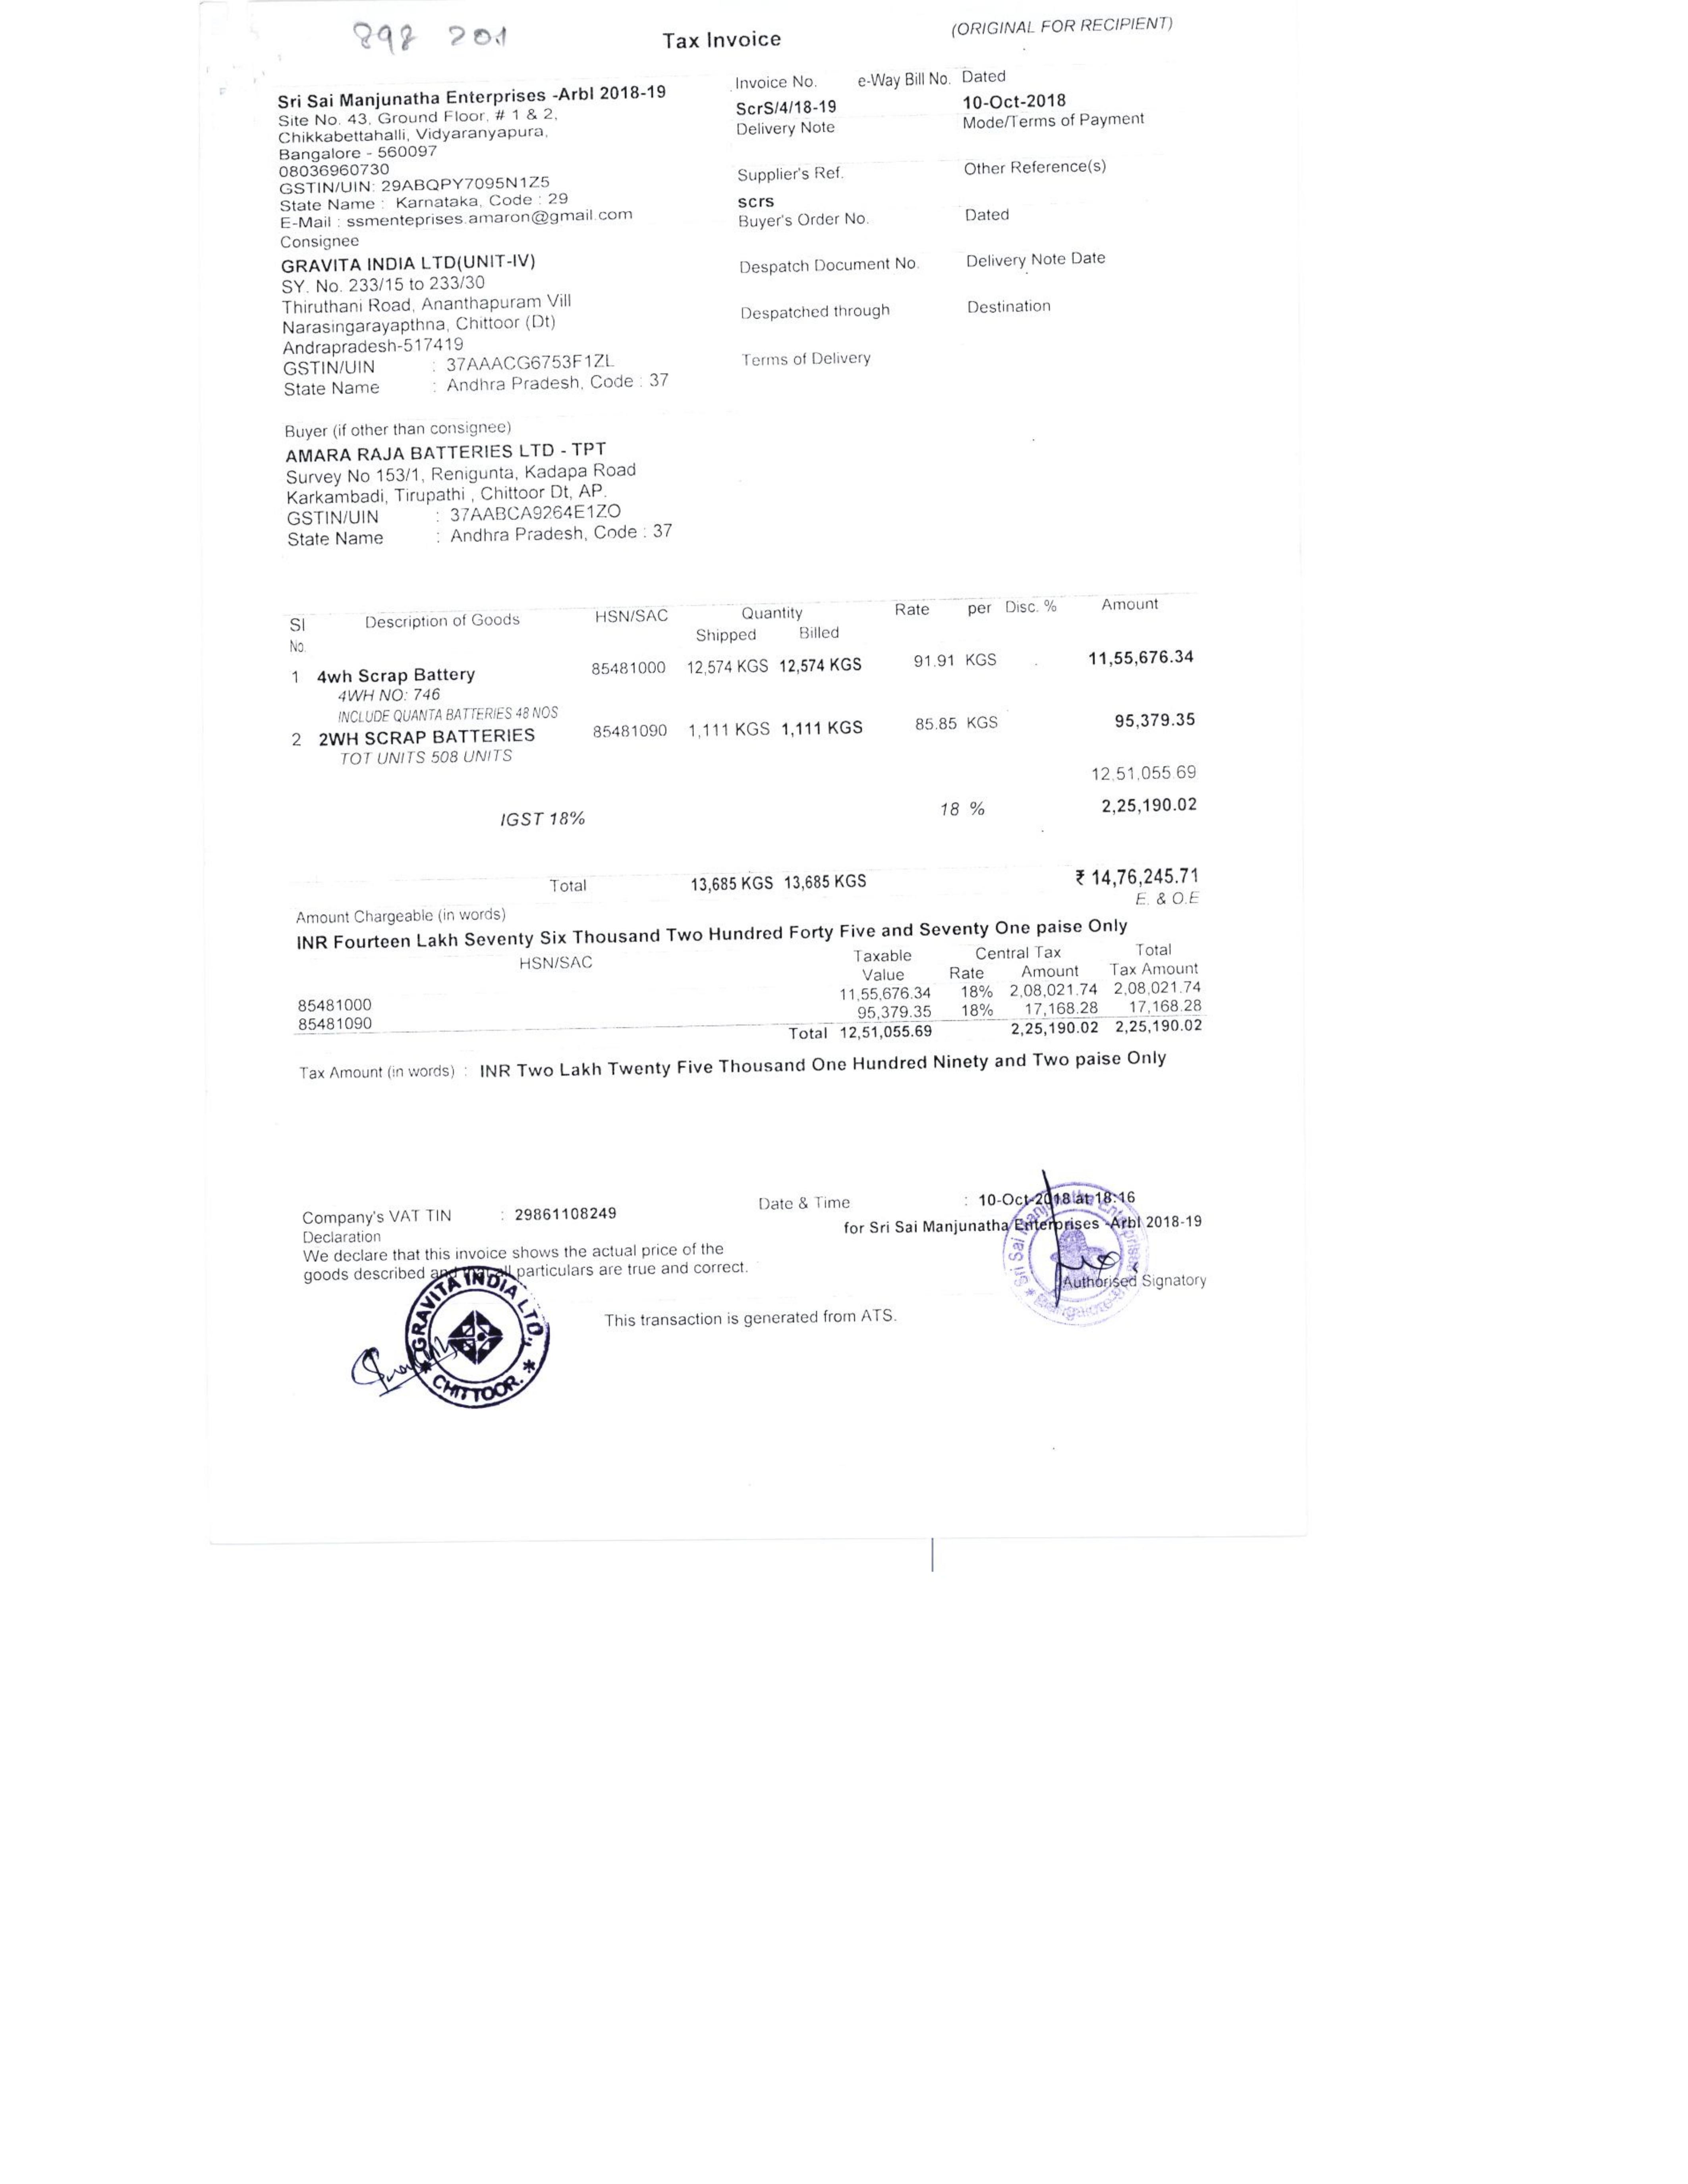 898 201
Tax Invoice
(ORIGINAL FOR RECIPIENT)
Sri Sai Manjunatha Enterprises -Arbl 2018-19
Site No. 43, Ground Floor, # 1 & 2,
Chikkabettahalli, Vidyaranyapura,
Bangalore - 560097
08036960730
GSTIN/UIN: 29ABQPY7095N1Z5
State Name : Karnataka, Code : 29
E-Mail : ssmenteprises.amaron@gmail.com
Invoice No. e-Way Bill No. Dated
ScrS/4/18-19 10-Oct-2018
Delivery Note Mode/Terms of Payment
Supplier's Ref. Other Reference(s)
scrs
Buyer's Order No. Dated
Despatch Document No. Delivery Note Date
Despatched through Destination
Terms of Delivery
Consignee
GRAVITA INDIA LTD(UNIT-IV)
SY. No. 233/15 to 233/30
Thiruthani Road, Ananthapuram Vill
Narasingarayapthna, Chittoor (Dt)
Andrapradesh-517419
GSTIN/UIN : 37AAACG6753F1ZL
State Name : Andhra Pradesh, Code : 37
Buyer (if other than consignee)
AMARA RAJA BATTERIES LTD - TPT
Survey No 153/1, Renigunta, Kadapa Road
Karkambadi, Tirupathi , Chittoor Dt, AP.
GSTIN/UIN : 37AABCA9264E1ZO
State Name : Andhra Pradesh, Code : 37
Sl Description of Goods HSN/SAC Quantity Rate per Disc. % Amount
No. Shipped Billed
1 4wh Scrap Battery 85481000 12,574 KGS 12,574 KGS 91.91 KGS 11,55,676.34
4WH NO: 746
INCLUDE QUANTA BATTERIES 48 NOS
2 2WH SCRAP BATTERIES 85481090 1,111 KGS 1,111 KGS 85.85 KGS 95,379.35
TOT UNITS 508 UNITS
12,51,055.69
IGST 18% 18 % 2,25,190.02
Total 13,685 KGS 13,685 KGS ₹ 14,76,245.71
E. & O.E
Amount Chargeable (in words)
INR Fourteen Lakh Seventy Six Thousand Two Hundred Forty Five and Seventy One paise Only
HSN/SAC Taxable Central Tax Total
Value Rate Amount Tax Amount
85481000 11,55,676.34 18% 2,08,021.74 2,08,021.74
85481090 95,379.35 18% 17,168.28 17,168.28
Total 12,51,055.69 2,25,190.02 2,25,190.02
Tax Amount (in words) : INR Two Lakh Twenty Five Thousand One Hundred Ninety and Two paise Only
Date & Time : 10-Oct-2018 at 18:16
Company's VAT TIN : 29861108249
for Sri Sai Manjunatha Enterprises -Arbl 2018-19
Declaration
We declare that this invoice shows the actual price of the
goods described and that all particulars are true and correct.
Authorised Signatory
This transaction is generated from ATS.
GRAVITA INDIA LTD.,
* CHITTOOR. *
Sri Sai Manjunatha Enterprises